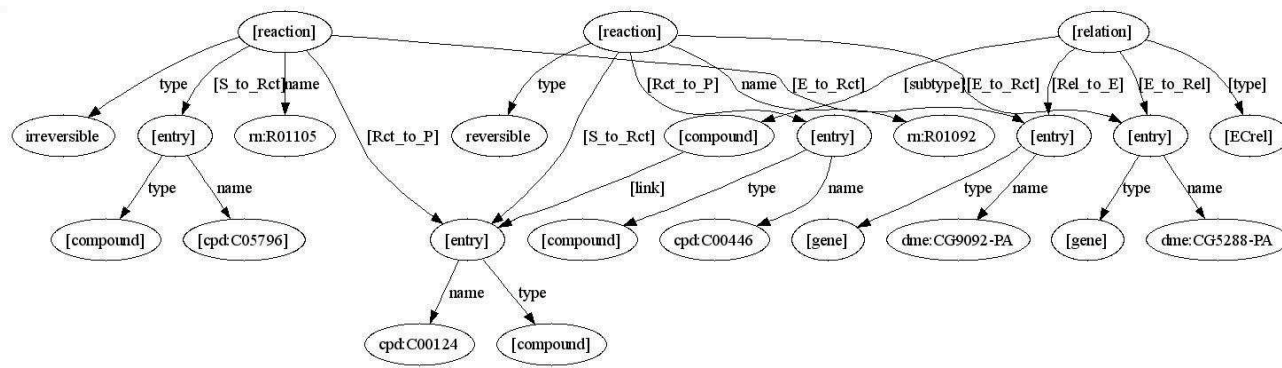 [reaction] [reaction] [relation]
type [S_to_Rct] name [Rct_to_P] type [Rct_to_P] name [E_to_Rct] [subtype] [E_to_Rct] [Rel_to_E] [E_to_Rel] [type]
[S_to_Rct]
irreversible [entry] rn:R01105 reversible [compound] [entry] rn:R01092 [entry] [entry] [ECrel]
type name [link] type name type name type name
[compound] [cpd:C05796] [entry] [compound] cpd:C00446 [gene] dme:CG9092-PA [gene] dme:CG5288-PA
name type
cpd:C00124 [compound]